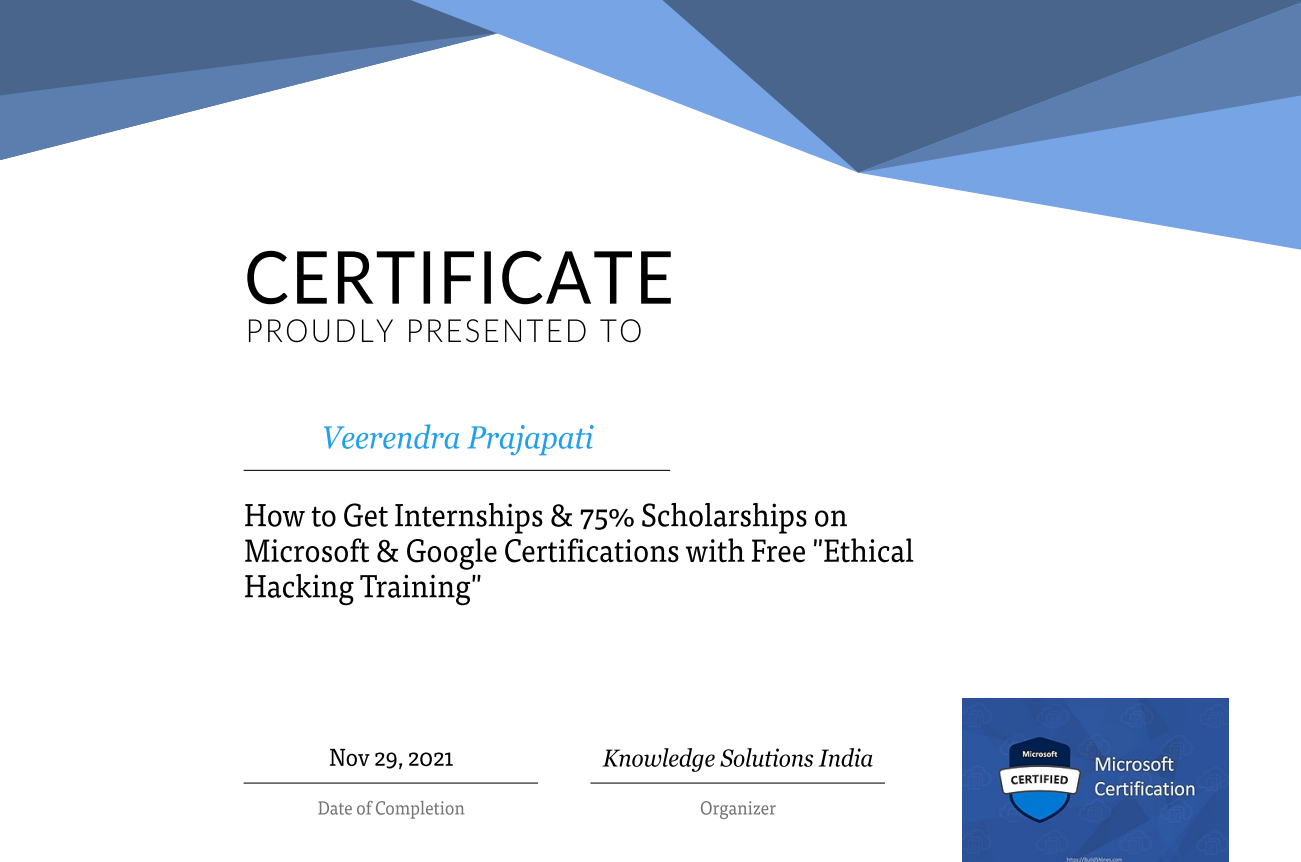 CERTIFICATE
PROUDLY PRESENTED TO
Veerendra Prajapati
How to Get Internships & 75% Scholarships on
Microsoft & Google Certifications with Free "Ethical
Hacking Training"
Nov 29, 2021
Date of Completion
Knowledge Solutions India
Organizer
Microsoft
CERTIFIED
Microsoft
Certification